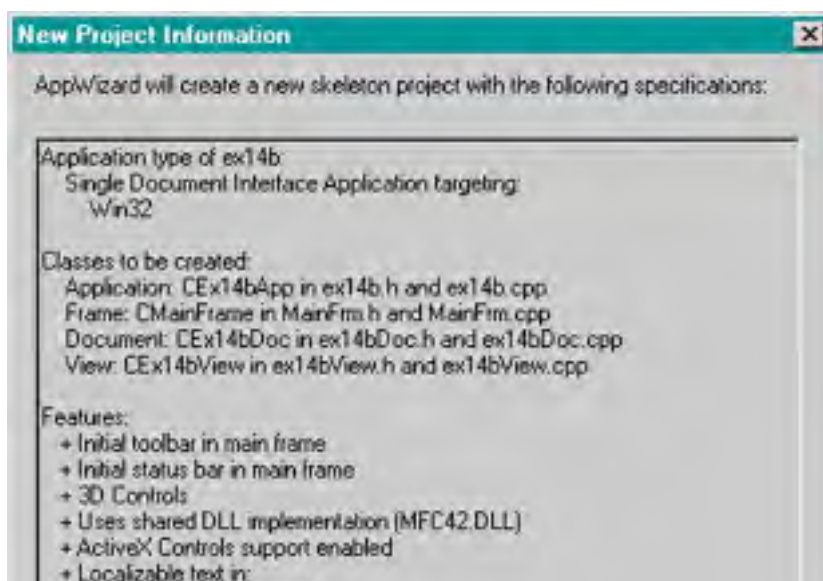 New Project Information
AppWizard will create a new skeleton project with the following specifications:
Application type of ex14b:
Single Document Interface Application targeting:
Win32
Classes to be created:
Application: CEx14bApp in ex14b.h and ex14b.cpp
Frame: CMainFrame in MainFrm.h and MainFrm.cpp
Document: CEx14bDoc in ex14bDoc.h and ex14bDoc.cpp
View: CEx14bView in ex14bView.h and ex14bView.cpp
Features:
+ Initial toolbar in main frame
+ Initial status bar in main frame
+ 3D Controls
+ Uses shared DLL implementation (MFC42.DLL)
+ ActiveX Controls support enabled
+ Localizable text in: